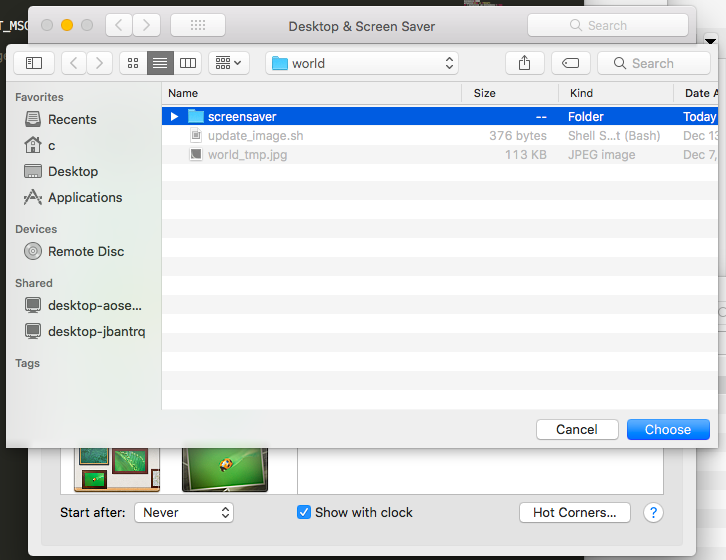 T_MSG
Desktop & Screen Saver
Search
world
Search
Favorites
Recents
c
Desktop
Applications
Devices
Remote Disc
Shared
desktop-aose...
desktop-jbantrq
Tags
Name Size Kind Date A
screensaver -- Folder Today
update_image.sh 376 bytes Shell S...t (Bash) Dec 13
world_tmp.jpg 113 KB JPEG image Dec 7,
Cancel Choose
Start after: Never Show with clock Hot Corners... ?